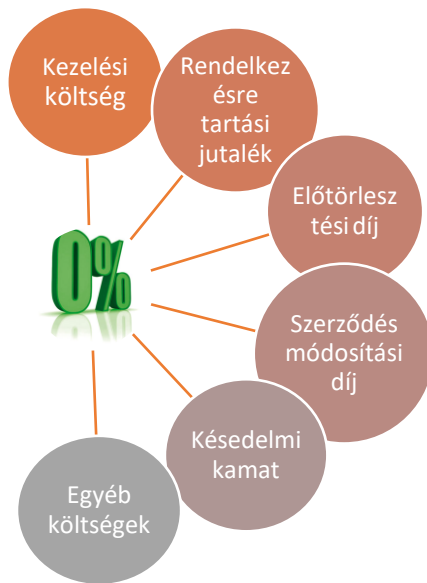 Kezelési
költség
Rendelkez
ésre
tartási
jutalék
Előtörlesz
tési díj
0%
Szerződés
módosítási
díj
Késedelmi
kamat
Egyéb
költségek